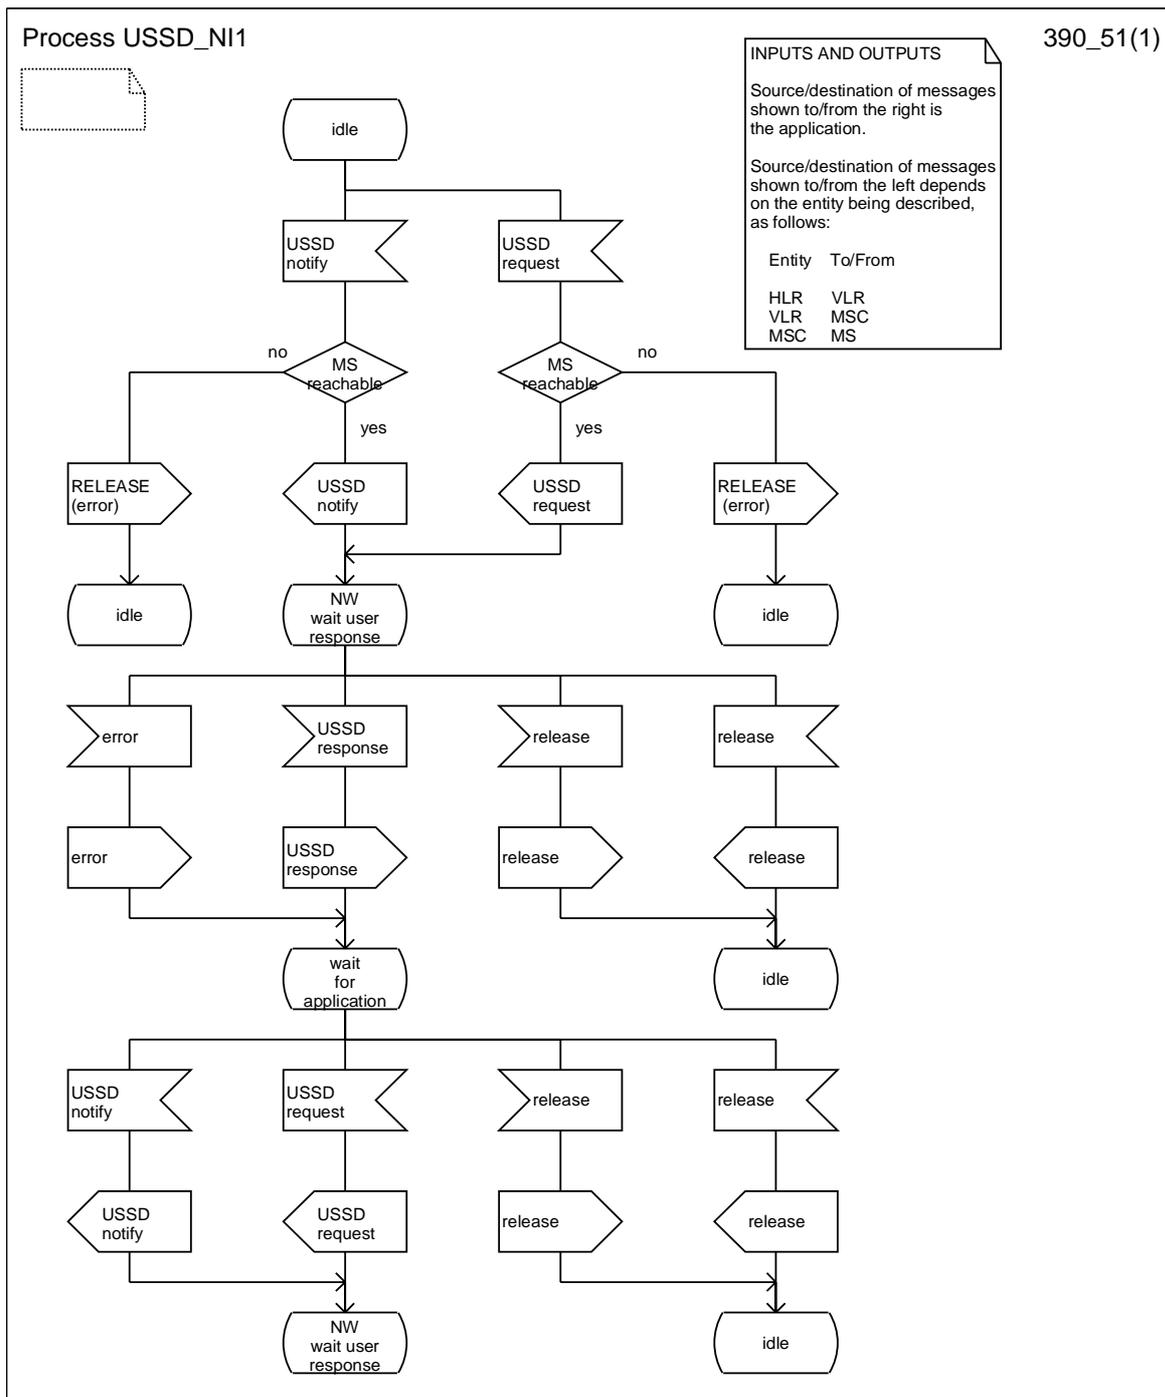 Process USSD_NI1
390_51(1)
INPUTS AND OUTPUTS
Source/destination of messages
shown to/from the right is
the application.
Source/destination of messages
shown to/from the left depends
on the entity being described,
as follows:
Entity To/From
HLR VLR
VLR MSC
MSC MS
idle
USSD
notify
USSD
request
no
MS
reachable
yes
MS
reachable
no
yes
RELEASE
(error)
USSD
notify
USSD
request
RELEASE
(error)
idle
NW
wait user
response
idle
error
USSD
response
release
release
error
USSD
response
release
release
wait
for
application
idle
USSD
notify
USSD
request
release
release
USSD
notify
USSD
request
release
release
NW
wait user
response
idle